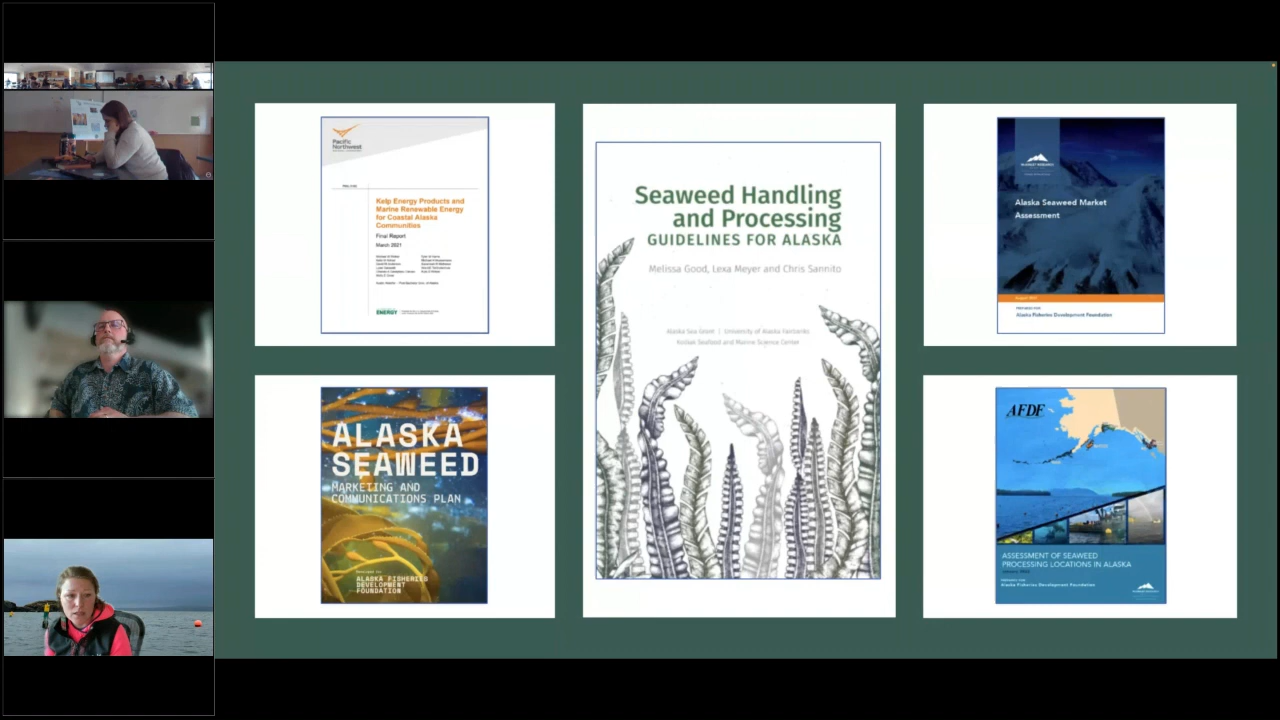 Pacific
Northwest
Kelp Energy Products and
Marine Renewable Energy
for Coastal Alaska
Communities
Final Report
March 2021
ENERGY
ALASKA
SEAWEED
MARKETING AND
COMMUNICATIONS PLAN
ALASKA FISHERIES
DEVELOPMENT
FOUNDATION
Seaweed Handling
and Processing
GUIDELINES FOR ALASKA
Melissa Good, Lexa Meyer and Chris Sannito
Alaska Sea Grant | University of Alaska Fairbanks
Kodiak Seafood and Marine Science Center
Alaska Seaweed Market
Assessment
Alaska Fisheries Development Foundation
AFDF
ASSESSMENT OF SEAWEED
PROCESSING LOCATIONS IN ALASKA
Alaska Fisheries Development Foundation